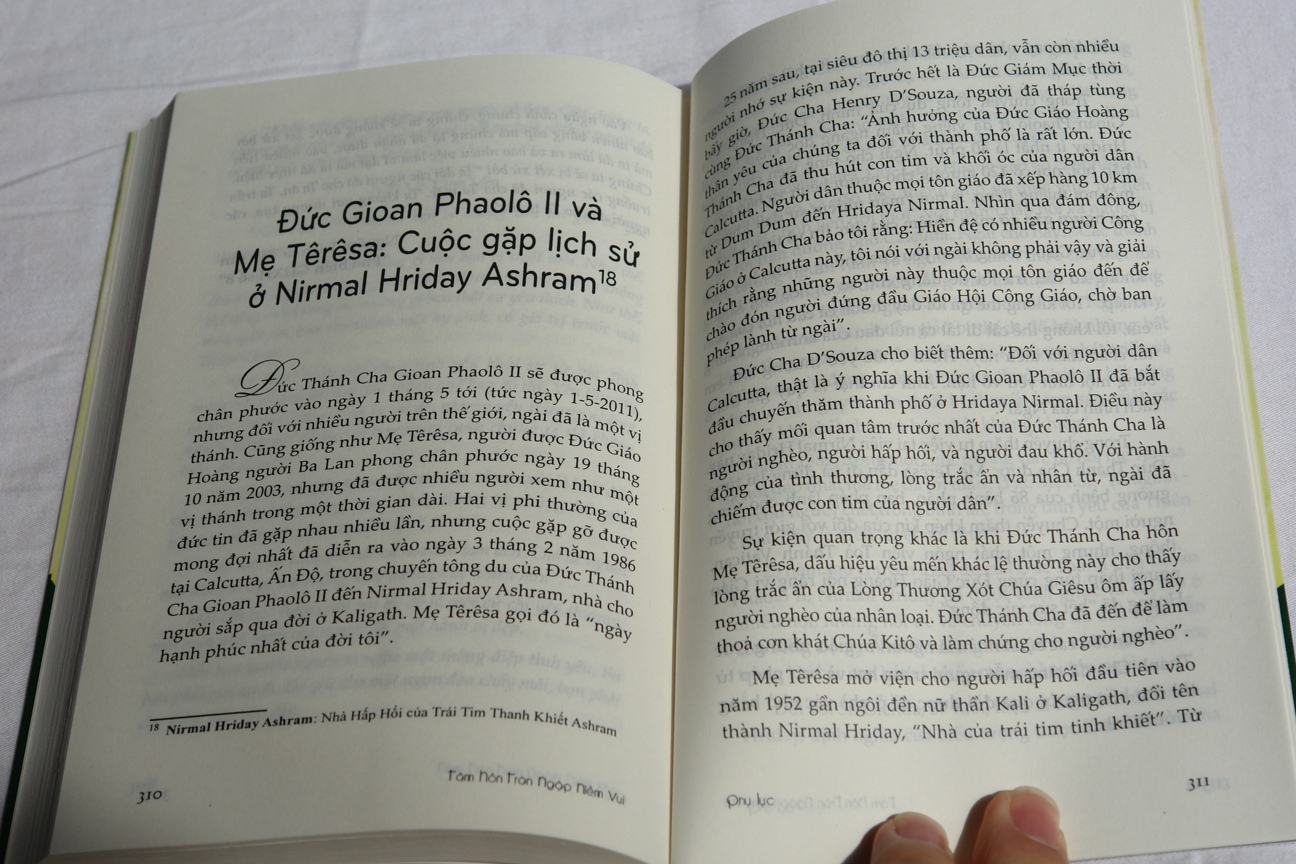 Đức Gioan Phaolô II và
Mẹ Têrêsa: Cuộc gặp lịch sử
ở Nirmal Hriday Ashram¹⁸
Đức Thánh Cha Gioan Phaolô II sẽ được phong
chân phước vào ngày 1 tháng 5 tới (tức ngày 1-5-2011),
nhưng đối với nhiều người trên thế giới, ngài đã là một vị
thánh. Cũng giống như Mẹ Têrêsa, người được Đức Giáo
Hoàng người Ba Lan phong chân phước ngày 19 tháng
10 năm 2003, nhưng đã được nhiều người xem như một
vị thánh trong một thời gian dài. Hai vị phi thường của
đức tin đã gặp nhau nhiều lần, nhưng cuộc gặp gỡ được
mong đợi nhất đã diễn ra vào ngày 3 tháng 2 năm 1986
tại Calcutta, Ấn Độ, trong chuyến tông du của Đức Thánh
Cha Gioan Phaolô II đến Nirmal Hriday Ashram, nhà cho
người sắp qua đời ở Kaligath. Mẹ Têrêsa gọi đó là “ngày
hạnh phúc nhất của đời tôi”.
¹⁸ Nirmal Hriday Ashram: Nhà Hấp Hối của Trái Tim Thanh Khiết Ashram
310
Tâm Hồn Tràn Ngập Niềm Vui
25 năm sau, tại siêu đô thị 13 triệu dân, vẫn còn nhiều
người nhớ sự kiện này. Trước hết là Đức Giám Mục thời
bấy giờ, Đức Cha Henry D’Souza, người đã tháp tùng
cùng Đức Thánh Cha: “Ảnh hưởng của Đức Giáo Hoàng
thân yêu của chúng ta đối với thành phố là rất lớn. Đức
Thánh Cha đã thu hút con tim và khối óc của người dân
Calcutta. Người dân thuộc mọi tôn giáo đã xếp hàng 10 km
từ Dum Dum đến Hridaya Nirmal. Nhìn qua đám đông,
Đức Thánh Cha bảo tôi rằng: Hiền đệ có nhiều người Công
Giáo ở Calcutta này, tôi nói với ngài không phải vậy và giải
thích rằng những người này thuộc mọi tôn giáo đến để
chào đón người đứng đầu Giáo Hội Công Giáo, chờ ban
phép lành từ ngài”.
Đức Cha D’Souza cho biết thêm: “Đối với người dân
Calcutta, thật là ý nghĩa khi Đức Gioan Phaolô II đã bắt
đầu chuyến thăm thành phố ở Hridaya Nirmal. Điều này
cho thấy mối quan tâm trước nhất của Đức Thánh Cha là
người nghèo, người hấp hối, và người đau khổ. Với hành
động của tình thương, lòng trắc ẩn và nhân từ, ngài đã
chiếm được con tim của người dân”.
Sự kiện quan trọng khác là khi Đức Thánh Cha hôn
Mẹ Têrêsa, dấu hiệu yêu mến khác lệ thường này cho thấy
lòng trắc ẩn của Lòng Thương Xót Chúa Giêsu ôm ấp lấy
người nghèo của nhân loại. Đức Thánh Cha đã đến để làm
thoả cơn khát Chúa Kitô và làm chứng cho người nghèo”.
Mẹ Têrêsa mở viện cho người hấp hối đầu tiên vào
năm 1952 gần ngôi đền nữ thần Kali ở Kaligath, đổi tên
thành Nirmal Hriday, “Nhà của trái tim tinh khiết”. Từ
Phụ lục
311